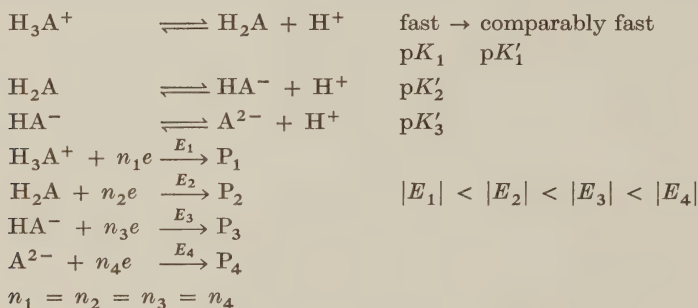 H₃A⁺ ⇌ H₂A + H⁺ fast → comparably fast
pK₁ pK′₁
H₂A ⇌ HA⁻ + H⁺ pK′₂
HA⁻ ⇌ A²⁻ + H⁺ pK′₃
H₃A⁺ + n₁e —E₁→ P₁
H₂A + n₂e —E₂→ P₂ |E₁| < |E₂| < |E₃| < |E₄|
HA⁻ + n₃e —E₃→ P₃
A²⁻ + n₄e —E₄→ P₄
n₁ = n₂ = n₃ = n₄